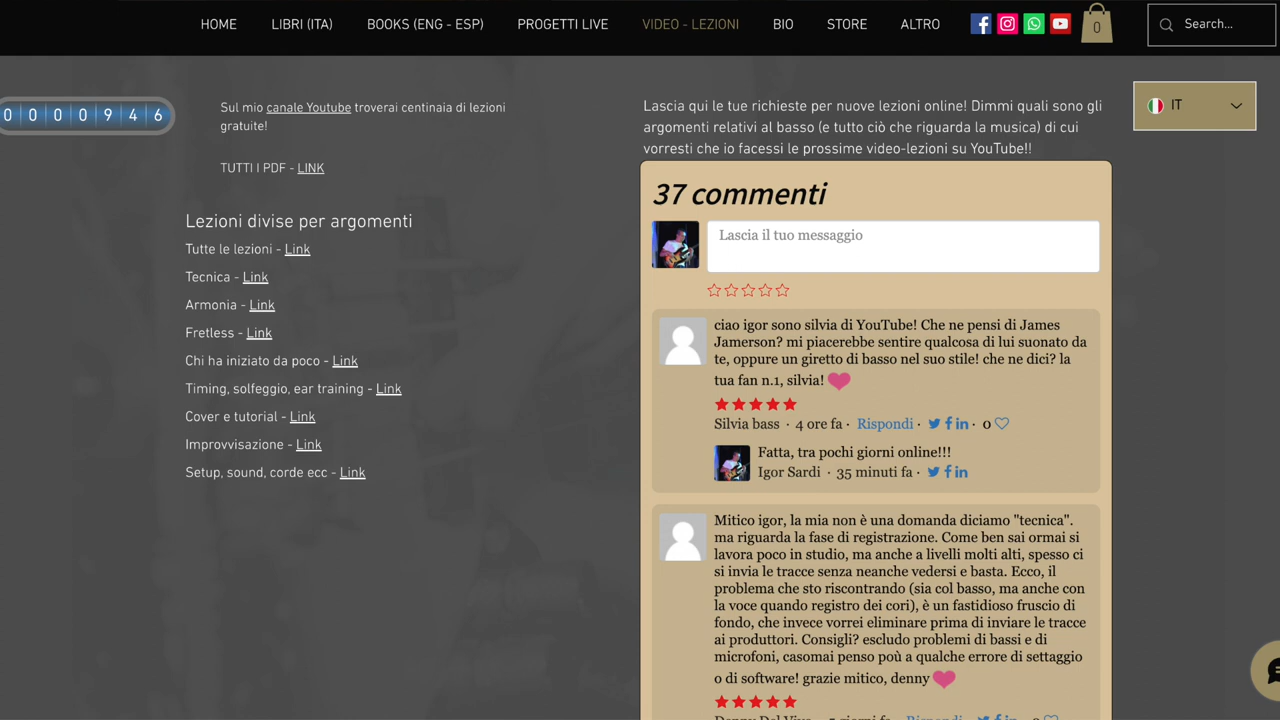 HOME
LIBRI (ITA)
BOOKS (ENG - ESP)
PROGETTI LIVE
VIDEO - LEZIONI
BIO
STORE
ALTRO
0
Search...
0 0 0 0 9 4 6
Sul mio canale Youtube troverai centinaia di lezioni
gratuite!
TUTTI I PDF - LINK
Lezioni divise per argomenti
Tutte le lezioni - Link
Tecnica - Link
Armonia - Link
Fretless - Link
Chi ha iniziato da poco - Link
Timing, solfeggio, ear training - Link
Cover e tutorial - Link
Improvvisazione - Link
Setup, sound, corde ecc - Link
Lascia qui le tue richieste per nuove lezioni online! Dimmi quali sono gli
argomenti relativi al basso (e tutto ciò che riguarda la musica) di cui
vorresti che io facessi le prossime video-lezioni su YouTube!!
IT
37 commenti
Lascia il tuo messaggio
ciao igor sono silvia di YouTube! Che ne pensi di James
Jamerson? mi piacerebbe sentire qualcosa di lui suonato da
te, oppure un giretto di basso nel suo stile! che ne dici? la
tua fan n.1, silvia!
Silvia bass · 4 ore fa · Rispondi · 0
Fatta, tra pochi giorni online!!!
Igor Sardi · 35 minuti fa ·
Mitico igor, la mia non è una domanda diciamo "tecnica".
ma riguarda la fase di registrazione. Come ben sai ormai si
lavora poco in studio, ma anche a livelli molti alti, spesso ci
si invia le tracce senza neanche vedersi e basta. Ecco, il
problema che sto riscontrando (sia col basso, ma anche con
la voce quando registro dei cori), è un fastidioso fruscio di
fondo, che invece vorrei eliminare prima di inviare le tracce
ai produttori. Consigli? escludo problemi di bassi e di
microfoni, casomai penso poù a qualche errore di settaggio
o di software! grazie mitico, denny